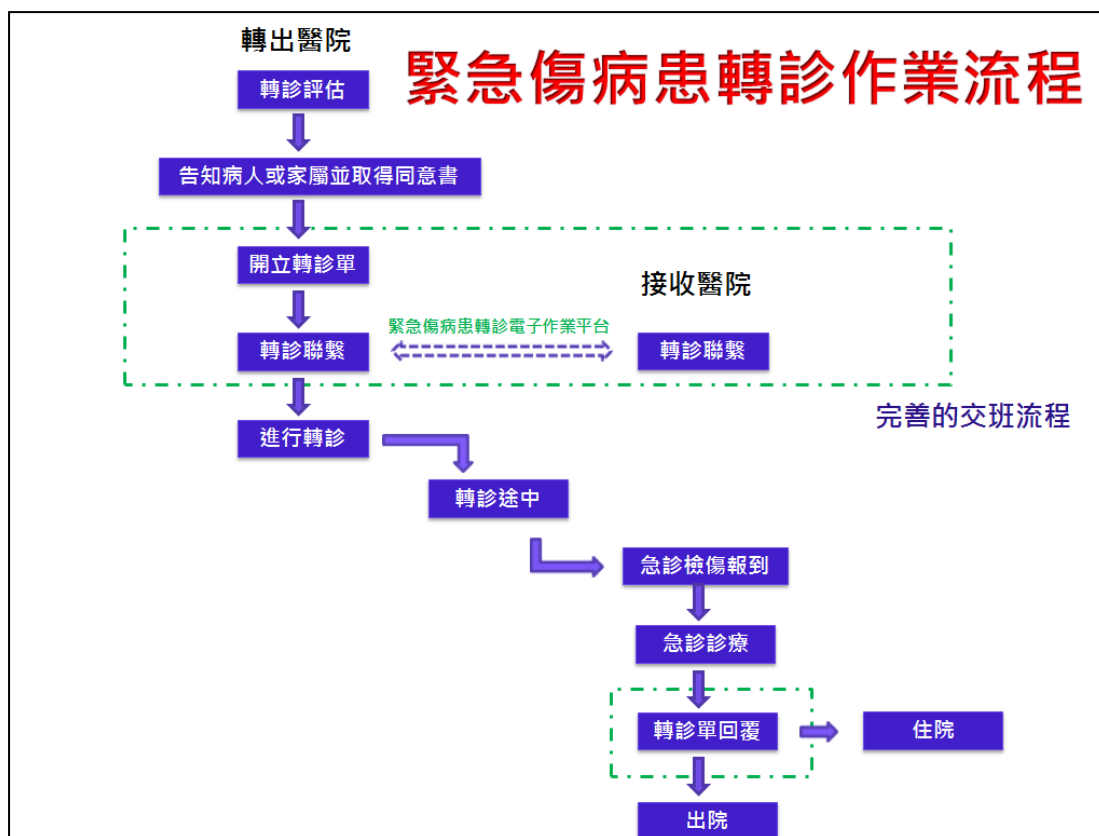 轉出醫院
緊急傷病患轉診作業流程
轉診評估
告知病人或家屬並取得同意書
開立轉診單
接收醫院
緊急傷病患轉診電子作業平台
轉診聯繫
轉診聯繫
完善的交班流程
進行轉診
轉診途中
急診檢傷報到
急診診療
轉診單回覆
住院
出院